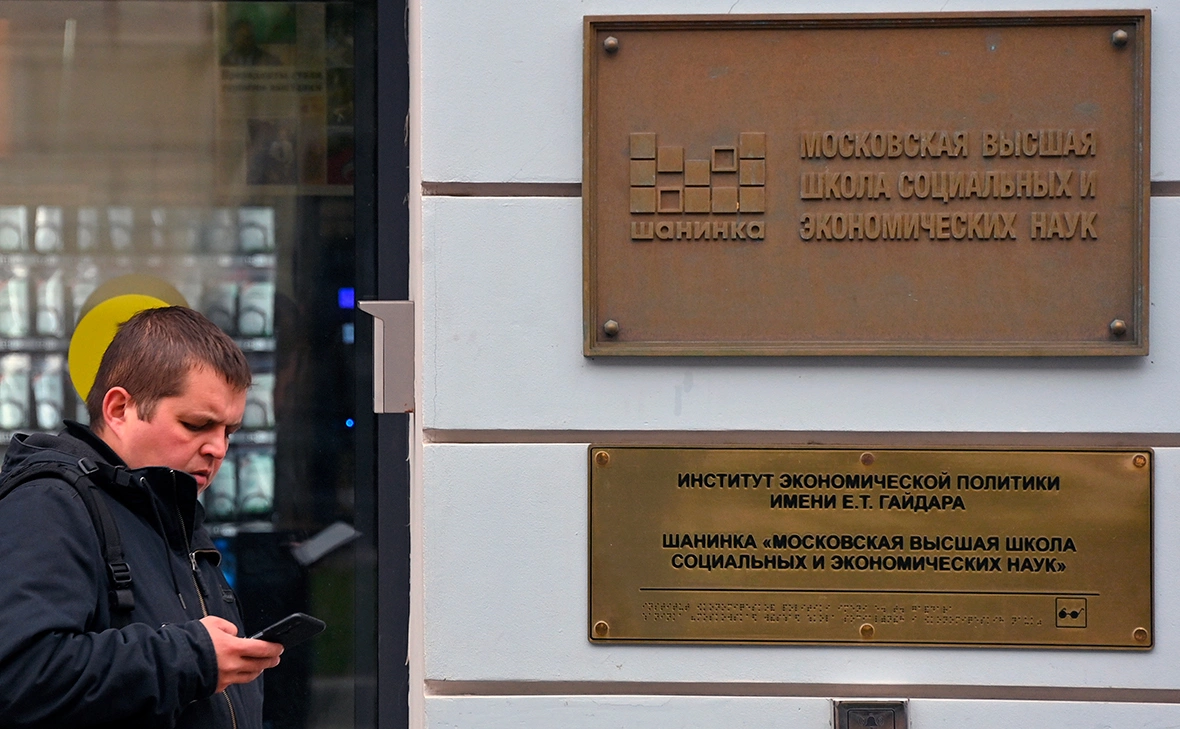 МОСКОВСКАЯ ВЫСШАЯ
ШКОЛА СОЦИАЛЬНЫХ И
ЭКОНОМИЧЕСКИХ НАУК
шанинка
ИНСТИТУТ ЭКОНОМИЧЕСКОЙ ПОЛИТИКИ
ИМЕНИ Е.Т. ГАЙДАРА
ШАНИНКА «МОСКОВСКАЯ ВЫСШАЯ ШКОЛА
СОЦИАЛЬНЫХ И ЭКОНОМИЧЕСКИХ НАУК»